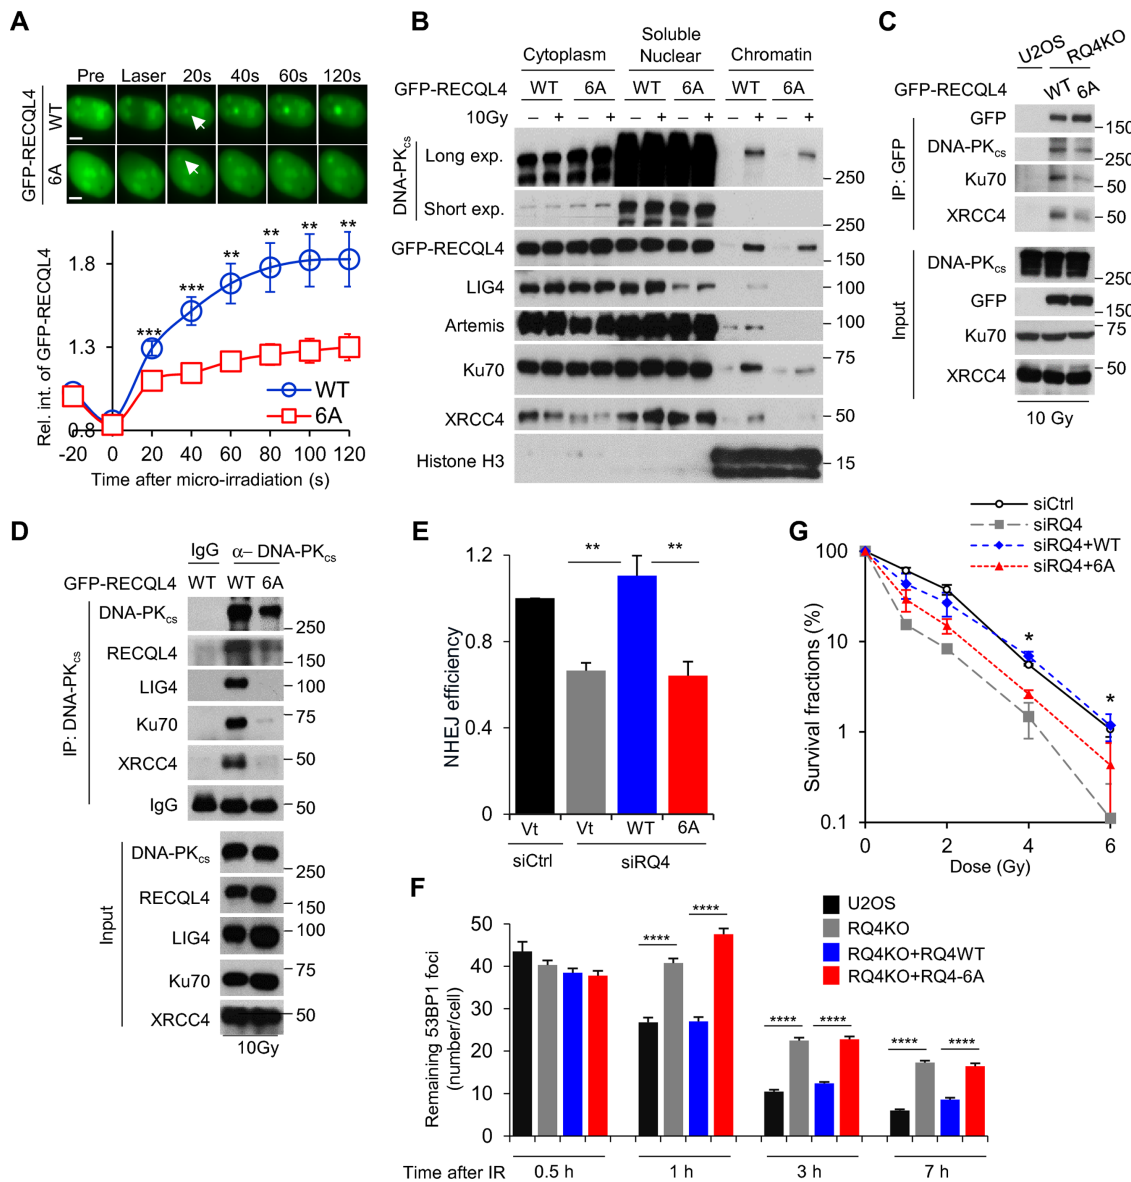 A
Pre Laser 20s 40s 60s 120s
GFP-RECQL4
WT
6A
Rel. int. of GFP-RECQL4
1.8
1.3
0.8
*** *** ** ** ** **
WT
6A
-20 0 20 40 60 80 100 120
Time after micro-irradiation (s)
B
Cytoplasm
Soluble
Nuclear
Chromatin
GFP-RECQL4 WT 6A WT 6A WT 6A
10Gy – + – + – + – + – + – +
DNA-PKcs
Long exp.
250
Short exp.
250
GFP-RECQL4
150
LIG4
100
Artemis
100
Ku70
75
XRCC4
50
Histone H3
15
C
U2OS
RQ4KO
GFP-RECQL4 WT 6A
IP: GFP
GFP
150
DNA-PKcs
250
Ku70
50
XRCC4
50
Input
DNA-PKcs
250
GFP
150
Ku70
75
XRCC4
50
10 Gy
D
IgG α– DNA-PKcs
GFP-RECQL4 WT WT 6A
IP: DNA-PKcs
DNA-PKcs
250
RECQL4
150
LIG4
100
Ku70
75
XRCC4
50
IgG
50
Input
DNA-PKcs
250
RECQL4
150
LIG4
100
Ku70
75
XRCC4
50
10Gy
E
NHEJ efficiency
1.2
0.8
0.4
0
** **
Vt Vt WT 6A
siCtrl siRQ4
G
siCtrl
siRQ4
siRQ4+WT
siRQ4+6A
Survival fractions (%)
100
10
1
0.1
*
*
0 2 4 6
Dose (Gy)
F
U2OS
RQ4KO
RQ4KO+RQ4WT
RQ4KO+RQ4-6A
Remaining 53BP1 foci
(number/cell)
50
40
30
20
10
0
**** ****
**** ****
**** ****
Time after IR 0.5 h 1 h 3 h 7 h